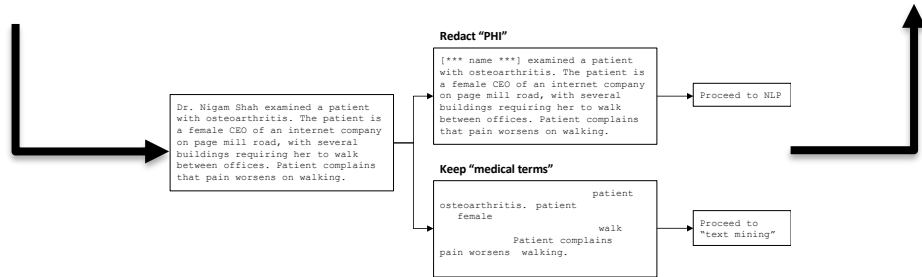 Redact “PHI”
[*** name ***] examined a patient
with osteoarthritis. The patient is
a female CEO of an internet company
on page mill road, with several
buildings requiring her to walk
between offices. Patient complains
that pain worsens on walking.
Proceed to NLP
Dr. Nigam Shah examined a patient
with osteoarthritis. The patient is
a female CEO of an internet company
on page mill road, with several
buildings requiring her to walk
between offices. Patient complains
that pain worsens on walking.
Keep “medical terms”
patient
osteoarthritis. patient
female
walk
Patient complains
pain worsens walking.
Proceed to
“text mining”